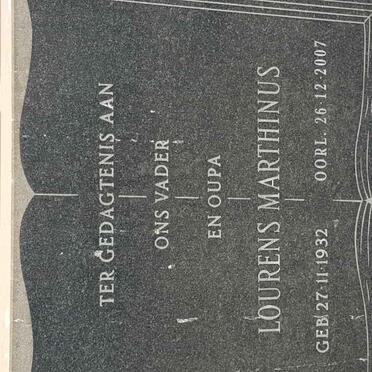 TER GEDAGTENIS AAN
ONS VADER
EN OUPA
LOURENS MARTHINUS
GEB 27·11·1932 OORL. 26·12·2007